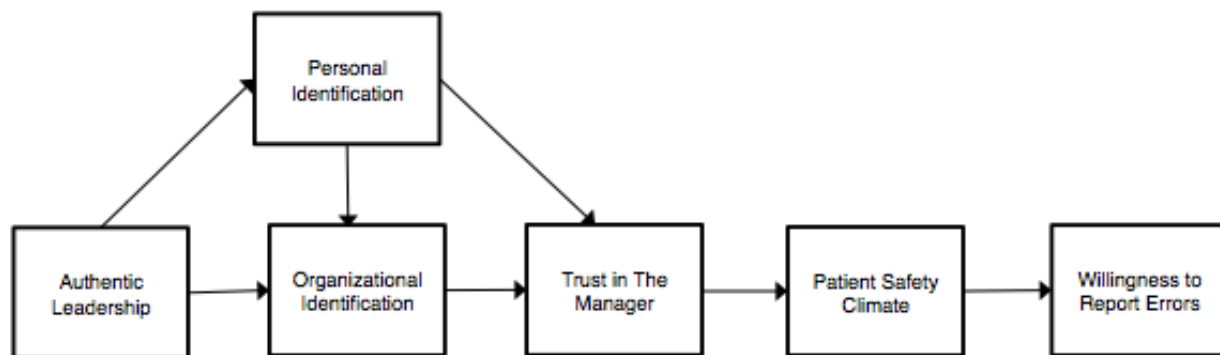 Personal
Identification
Authentic
Leadership
Organizational
Identification
Trust in The
Manager
Patient Safety
Climate
Willingness to
Report Errors